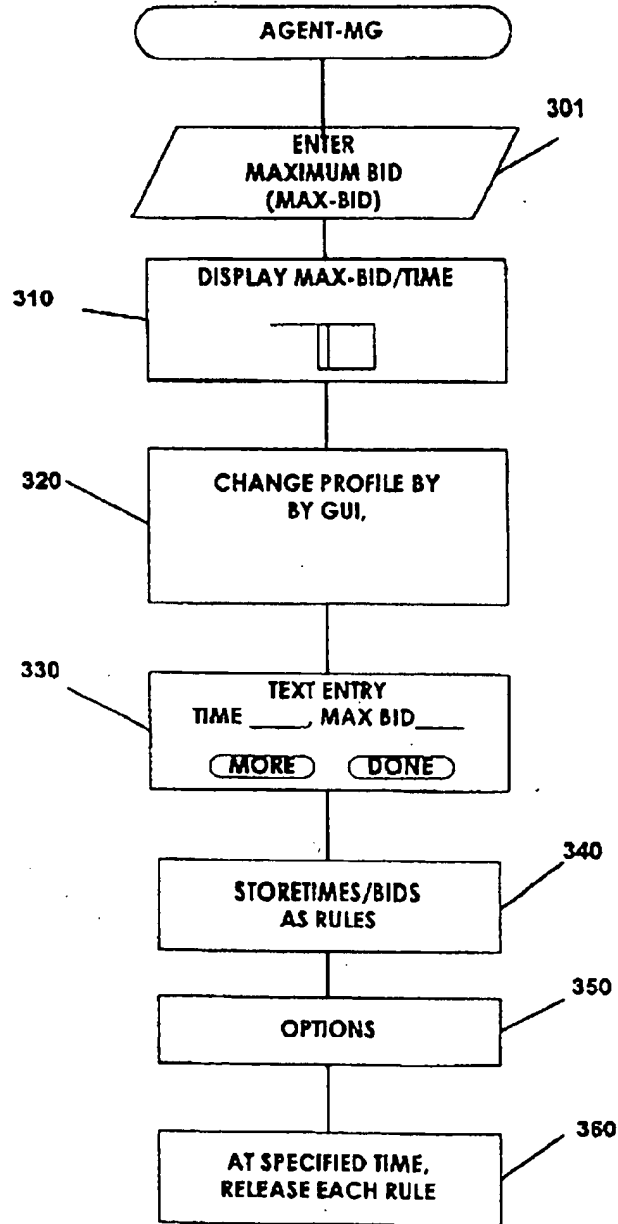 AGENT-MG
301
ENTER
MAXIMUM BID
(MAX-BID)
310
DISPLAY MAX-BID/TIME
320
CHANGE PROFILE BY
BY GUI,
330
TEXT ENTRY
TIME ____, MAX BID____
MORE DONE
340
STORETIMES/BIDS
AS RULES
350
OPTIONS
360
AT SPECIFIED TIME,
RELEASE EACH RULE